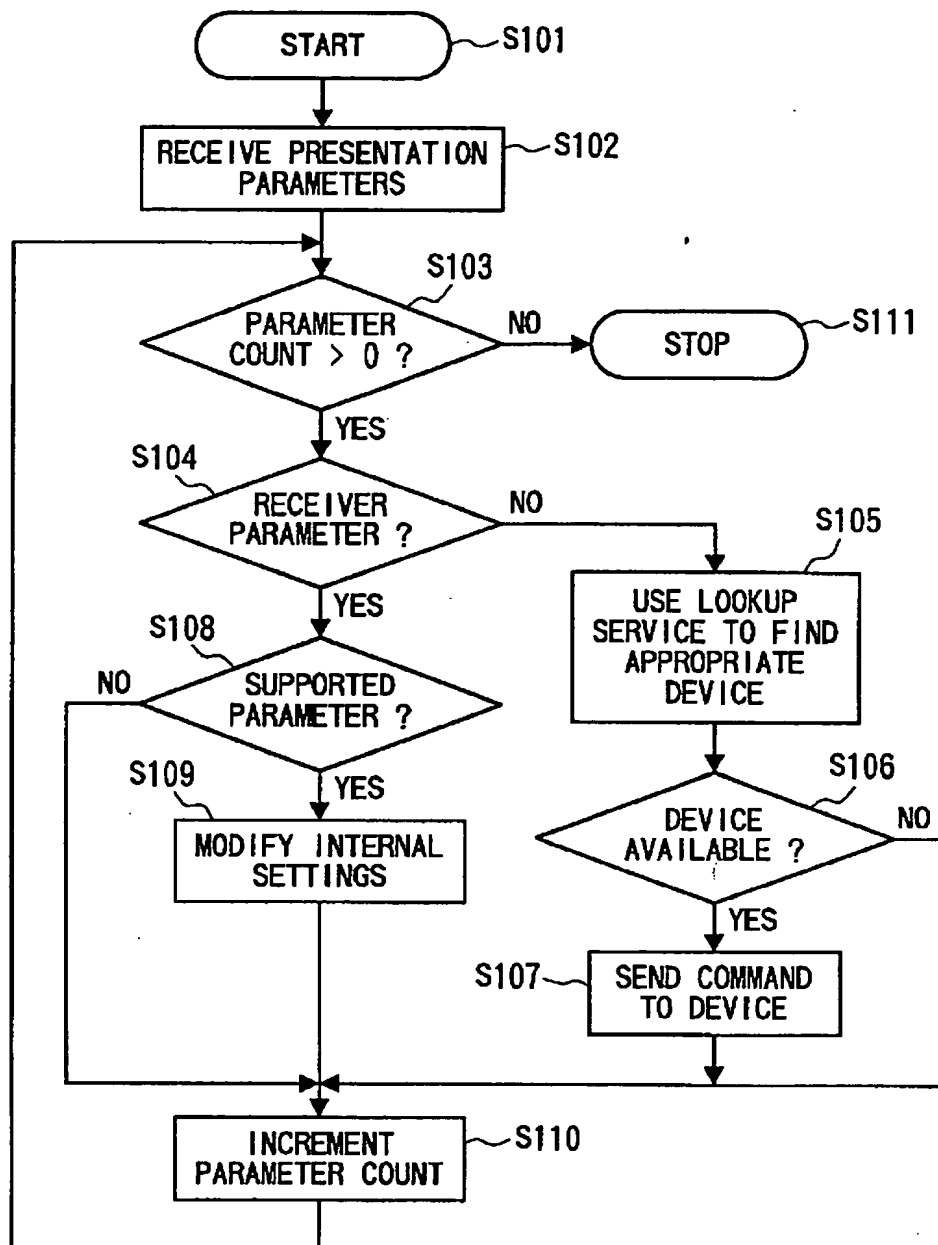 START
S101
RECEIVE PRESENTATION
PARAMETERS
S102
S103
PARAMETER
COUNT > 0 ?
NO
STOP
S111
YES
S104
RECEIVER
PARAMETER ?
NO
S105
USE LOOKUP
SERVICE TO FIND
APPROPRIATE
DEVICE
YES
S108
NO
SUPPORTED
PARAMETER ?
YES
S106
DEVICE
AVAILABLE ?
NO
S109
MODIFY INTERNAL
SETTINGS
YES
S107
SEND COMMAND
TO DEVICE
INCREMENT
PARAMETER COUNT
S110